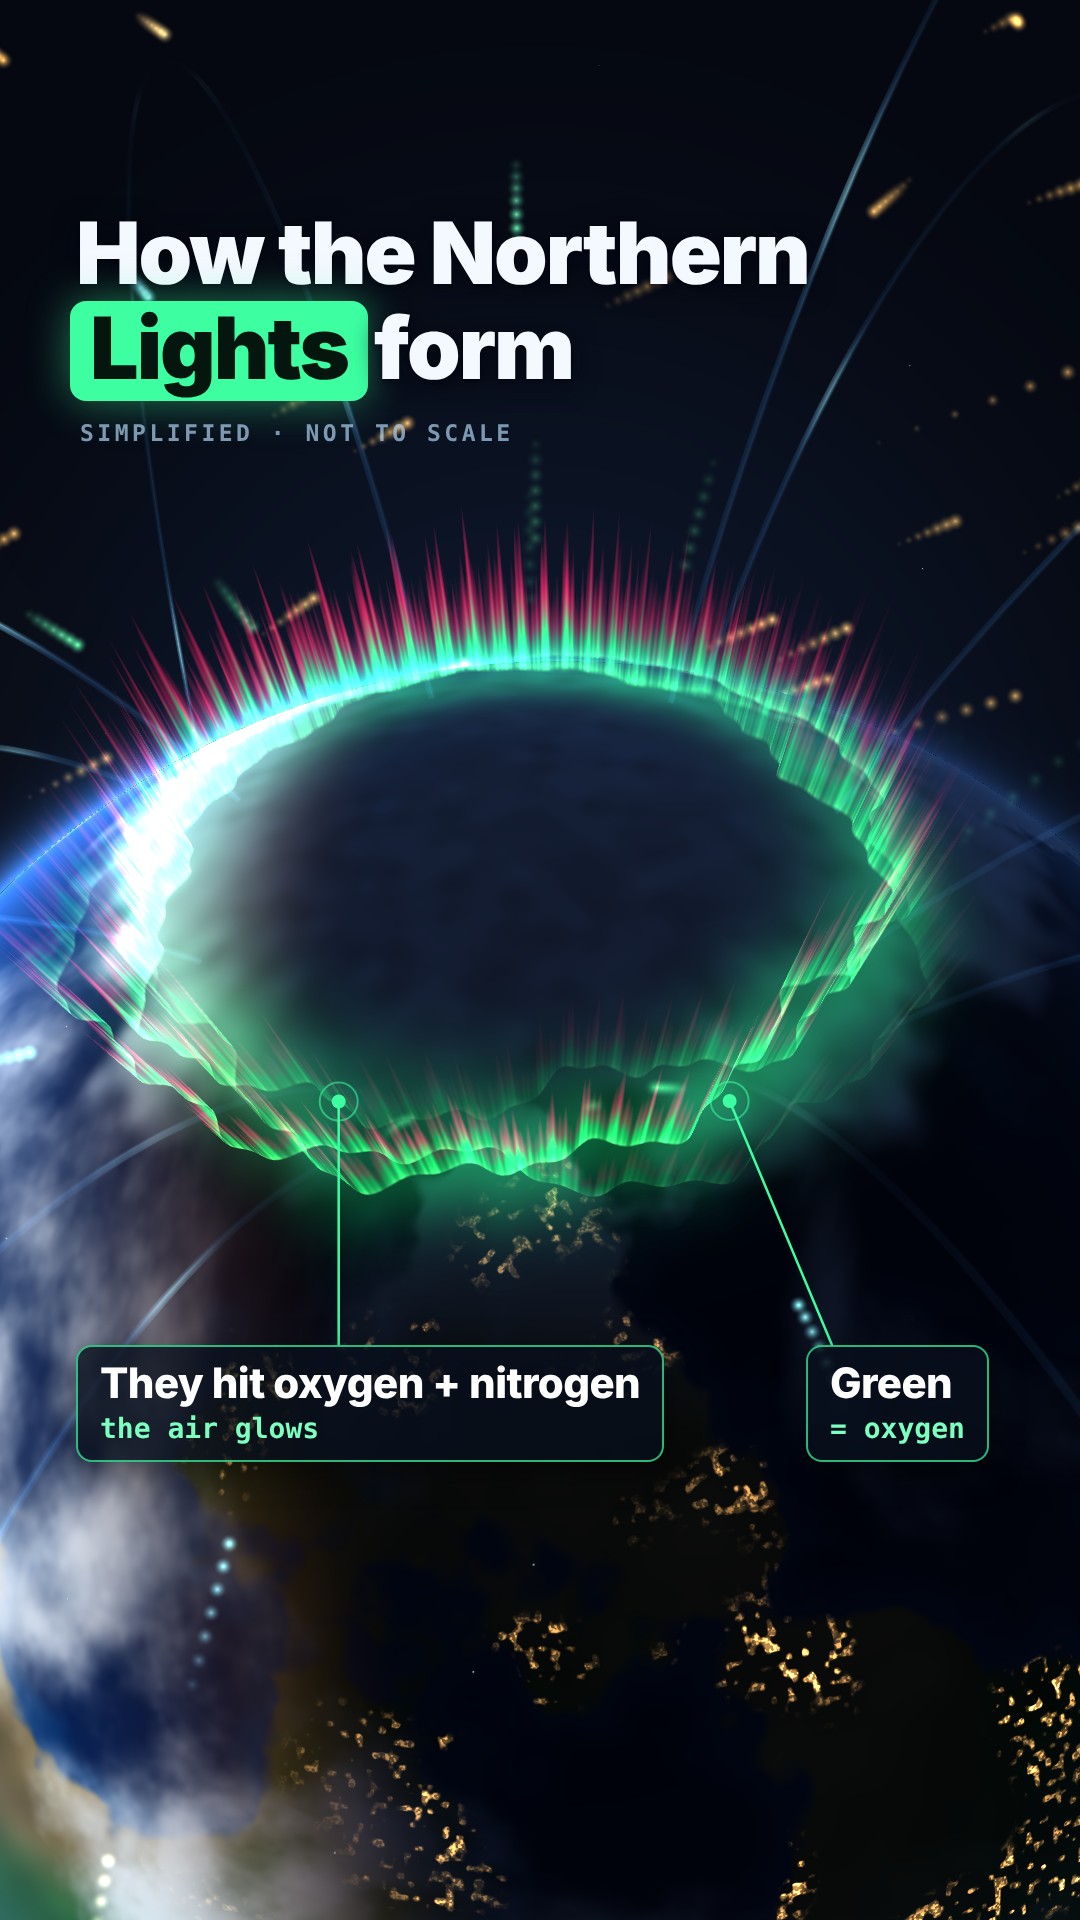 How the Northern
Lights form
SIMPLIFIED · NOT TO SCALE
They hit oxygen + nitrogen
the air glows
Green
= oxygen